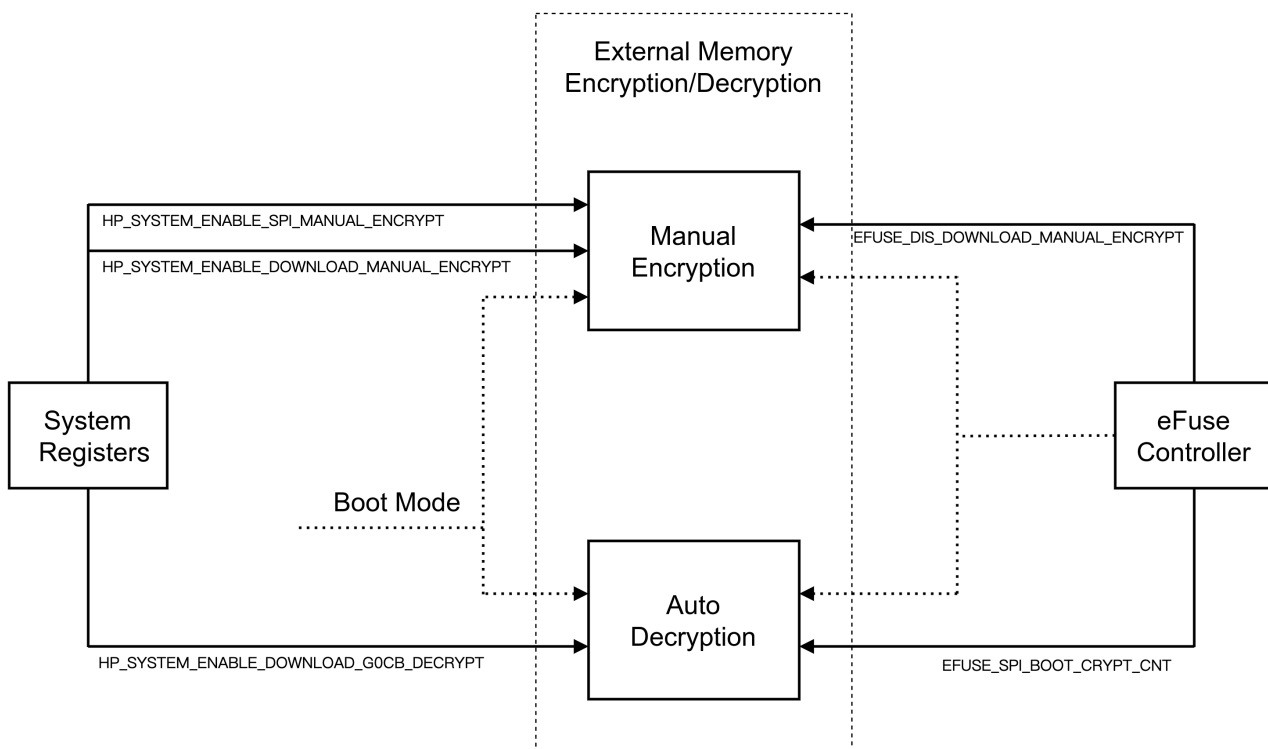 External Memory
Encryption/Decryption
HP_SYSTEM_ENABLE_SPI_MANUAL_ENCRYPT
Manual
Encryption
EFUSE_DIS_DOWNLOAD_MANUAL_ENCRYPT
HP_SYSTEM_ENABLE_DOWNLOAD_MANUAL_ENCRYPT
System
Registers
eFuse
Controller
Boot Mode
Auto
Decryption
HP_SYSTEM_ENABLE_DOWNLOAD_G0CB_DECRYPT
EFUSE_SPI_BOOT_CRYPT_CNT